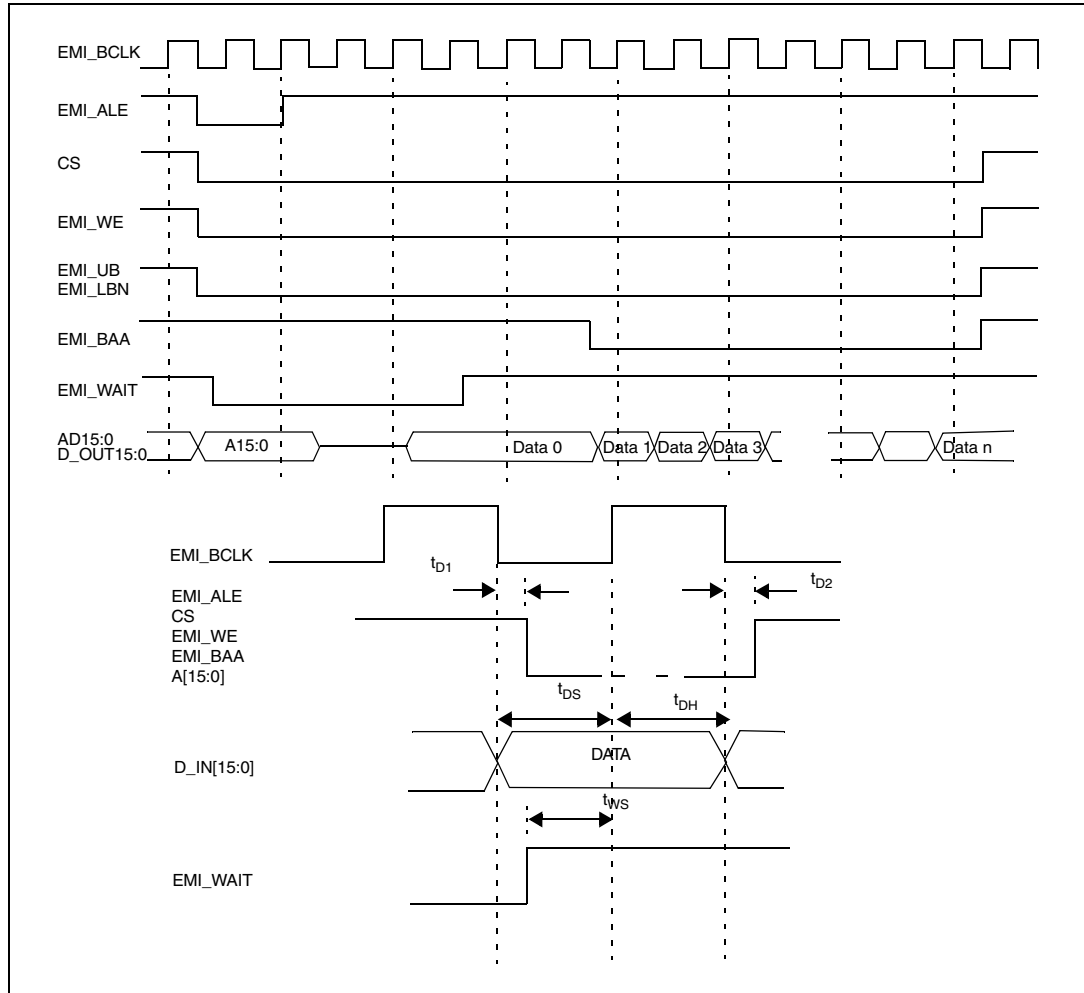 EMI_BCLK
EMI_ALE
CS
EMI_WE
EMI_UB
EMI_LBN
EMI_BAA
EMI_WAIT
AD15:0
D_OUT15:0
A15:0
Data 0
Data 1
Data 2
Data 3
Data n
EMI_BCLK
tD1
tD2
EMI_ALE
CS
EMI_WE
EMI_BAA
A[15:0]
tDS
tDH
D_IN[15:0]
DATA
tWS
EMI_WAIT